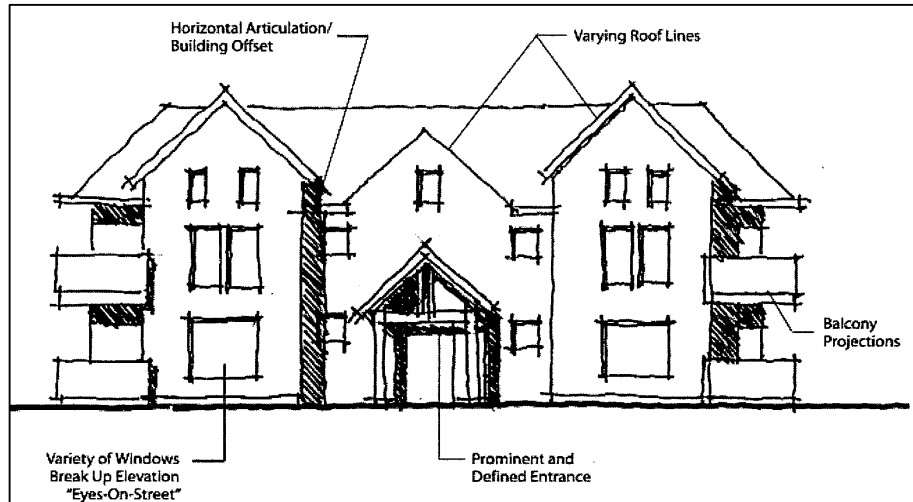 Horizontal Articulation/
Building Offset
Varying Roof Lines
Balcony
Projections
Variety of Windows
Break Up Elevation
"Eyes-On-Street"
Prominent and
Defined Entrance